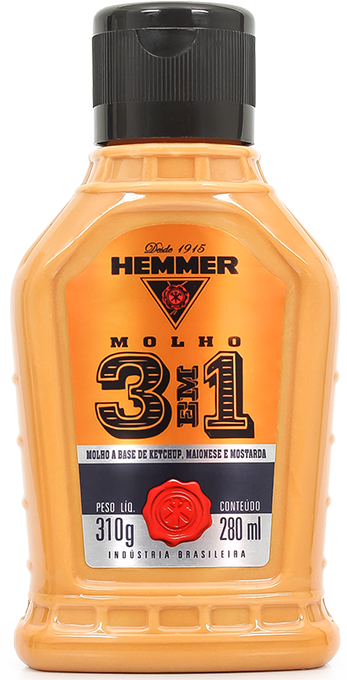 Desde 1915
HEMMER
MOLHO
3 EM 1
MOLHO A BASE DE KETCHUP, MAIONESE E MOSTARDA
PESO LÍQ. CONTEÚDO
310g 280 ml
INDÚSTRIA BRASILEIRA